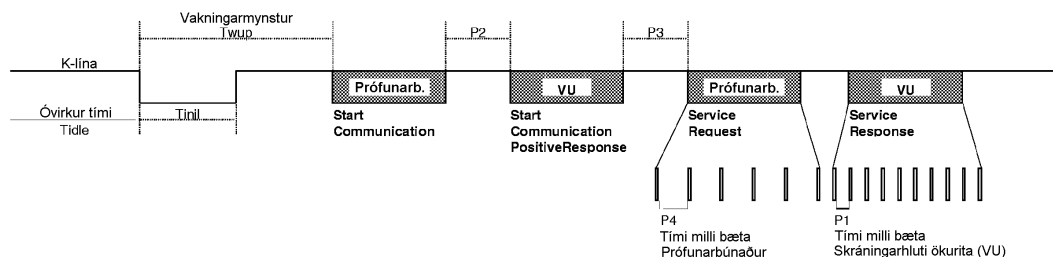 Vakningarmynstur
Twup
P2
P3
K-lína
Prófunarb.
VU
Prófunarb.
VU
Óvirkur tími
Tidle
Tinil
Start
Communication
Start
Communication
PositiveResponse
Service
Request
Service
Response
P4
Tími milli bæta
Prófunarbúnaður
P1
Tími milli bæta
Skráningarhluti ökurita (VU)